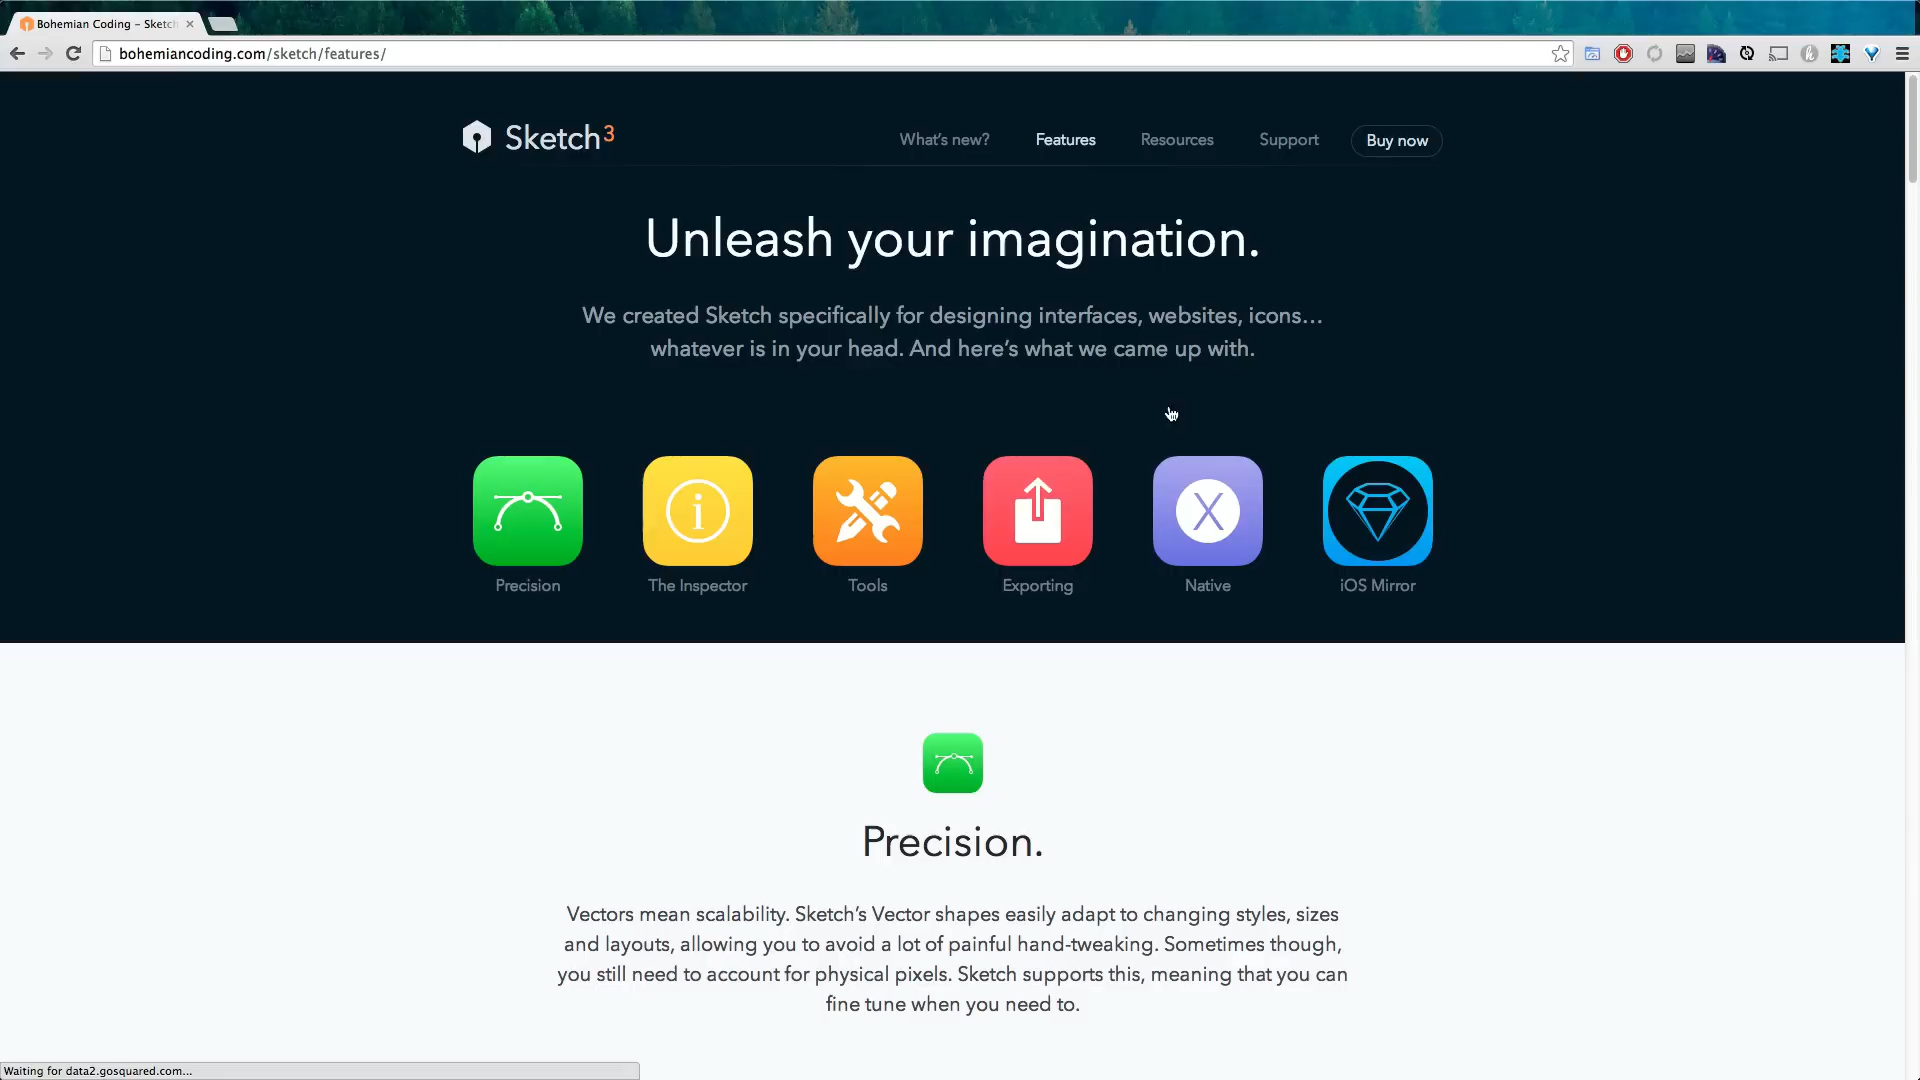 Bohemian Coding – Sketch
bohemiancoding.com/sketch/features/
Sketch3
What's new?
Features
Resources
Support
Buy now
Unleash your imagination.
We created Sketch specifically for designing interfaces, websites, icons…
whatever is in your head. And here’s what we came up with.
i
X
Precision
The Inspector
Tools
Exporting
Native
iOS Mirror
Precision.
Vectors mean scalability. Sketch’s Vector shapes easily adapt to changing styles, sizes
and layouts, allowing you to avoid a lot of painful hand-tweaking. Sometimes though,
you still need to account for physical pixels. Sketch supports this, meaning that you can
fine tune when you need to.
Waiting for data2.gosquared.com...